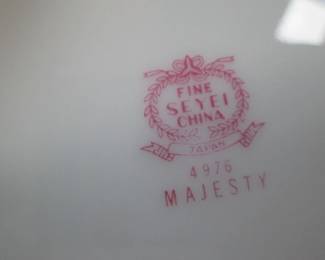 FINE
SEYEI
CHINA
JAPAN
4976
MAJESTY